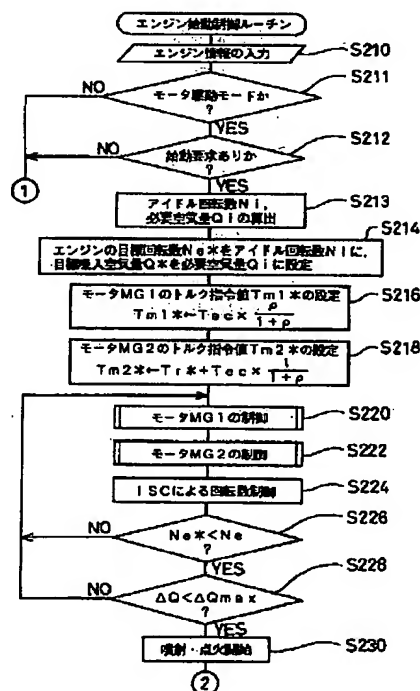 エンジン始動制御ルーチン
エンジン情報の入力
S210
S211
NO
モータ駆動モードか
?
YES
S212
NO
始動要求ありか
?
YES
1
S213
アイドル回転数Ni,
必要空気量Qiの算出
S214
エンジンの目標回転数Ne*をアイドル回転数Niに,
目標吸入空気量Q*を必要空気量Qiに設定
S216
モータMG1のトルク指令値Tm1*の設定
Tm1*←Tec×ρ/1+ρ
S218
モータMG2のトルク指令値Tm2*の設定
Tm2*←Tr*+Tec×1/1+ρ
S220
モータMG1の制御
S222
モータMG2の制御
S224
ISCによる回転数制御
S226
NO
Ne*<Ne
?
YES
S228
NO
ΔQ<ΔQmax
?
YES
S230
噴射・点火開始
2